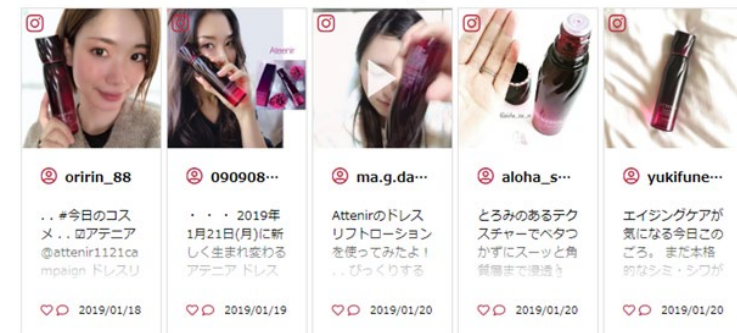 Attenir
oririn_88
. . #今日のコス
メ . . ☑アテニア
@attenir1121ca
mpaign ドレスリ
2019/01/18
090908…
・ ・ ・ 2019年
1月21日(月)に新
しく生まれ変わる
アテニア ドレス
2019/01/19
ma.g.da…
Attenirのドレス
リフトローション
を使ってみたよ！
. . びっくりする
2019/01/20
aloha_s…
とろみのあるテク
スチャーでベタつ
かずにスーッと角
質層まで浸透し
2019/01/20
yukifune…
エイジングケアが
気になる今日この
ごろ。 まだ本格
的なシミ・シワが
2019/01/20